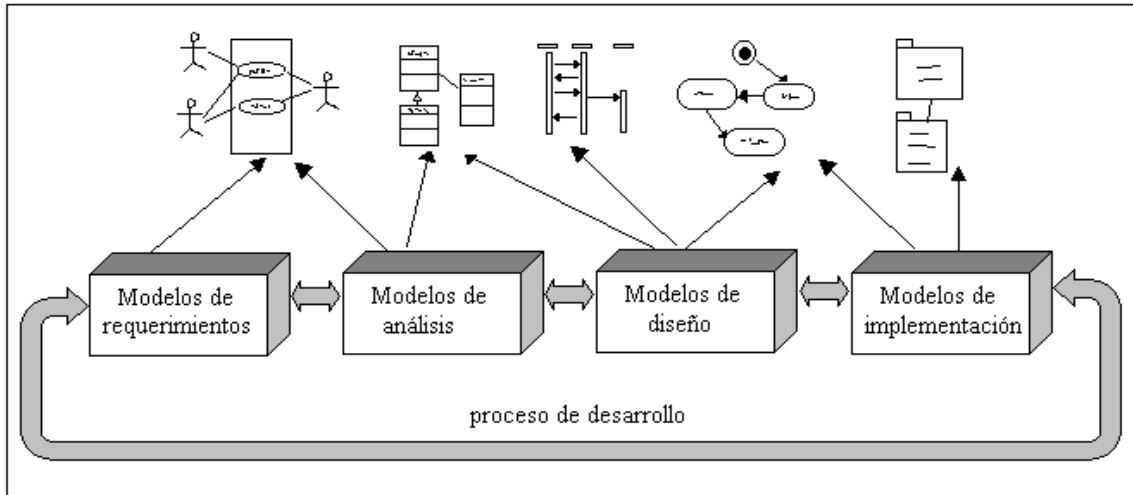 Modelos de
requerimientos
Modelos de
análisis
Modelos de
diseño
Modelos de
implementación
proceso de desarrollo